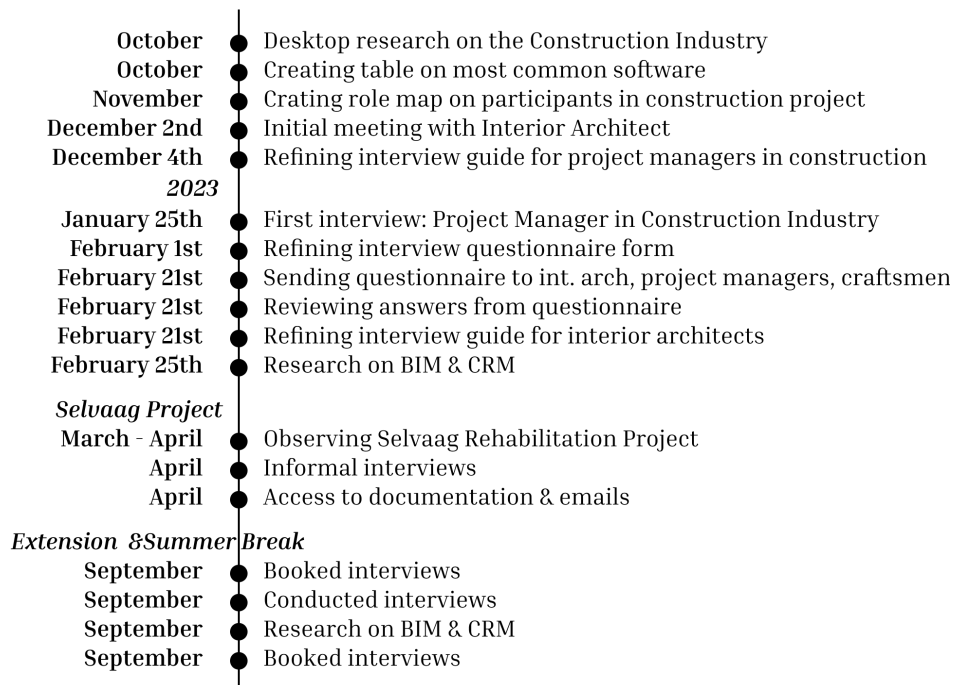 October Desktop research on the Construction Industry
October Creating table on most common software
November Crating role map on participants in construction project
December 2nd Initial meeting with Interior Architect
December 4th Refining interview guide for project managers in construction
2023
January 25th First interview: Project Manager in Construction Industry
February 1st Refining interview questionnaire form
February 21st Sending questionnaire to int. arch, project managers, craftsmen
February 21st Reviewing answers from questionnaire
February 21st Refining interview guide for interior architects
February 25th Research on BIM & CRM
Selvaag Project
March - April Observing Selvaag Rehabilitation Project
April Informal interviews
April Access to documentation & emails
Extension &Summer Break
September Booked interviews
September Conducted interviews
September Research on BIM & CRM
September Booked interviews